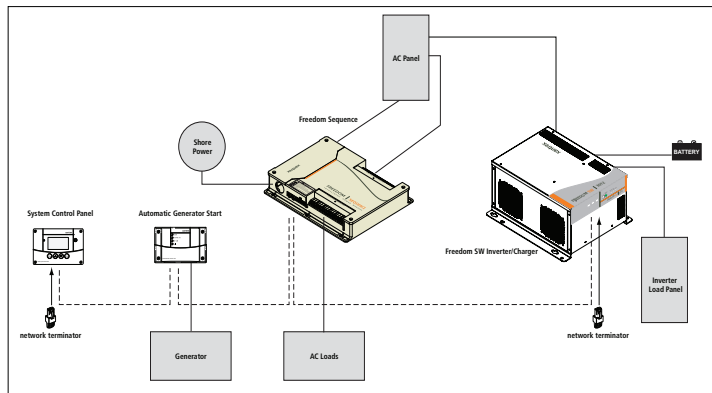 AC Panel
Freedom Sequence
Shore
Power
BATTERY
System Control Panel
Automatic Generator Start
Freedom SW Inverter/Charger
Inverter
Load Panel
network terminator
network terminator
Generator
AC Loads